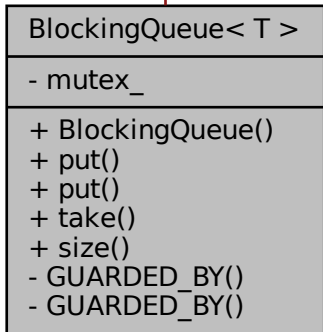 BlockingQueue< T >
- mutex_
+ BlockingQueue()
+ put()
+ put()
+ take()
+ size()
- GUARDED_BY()
- GUARDED_BY()